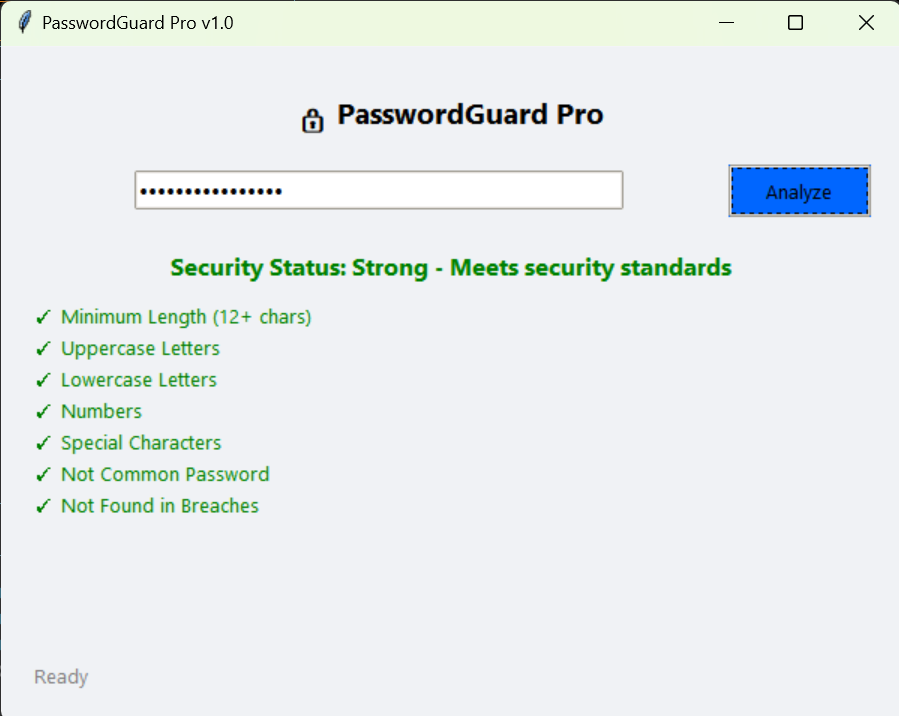 PasswordGuard Pro v1.0
PasswordGuard Pro
••••••••••••••••
Analyze
Security Status: Strong - Meets security standards
✓ Minimum Length (12+ chars)
✓ Uppercase Letters
✓ Lowercase Letters
✓ Numbers
✓ Special Characters
✓ Not Common Password
✓ Not Found in Breaches
Ready